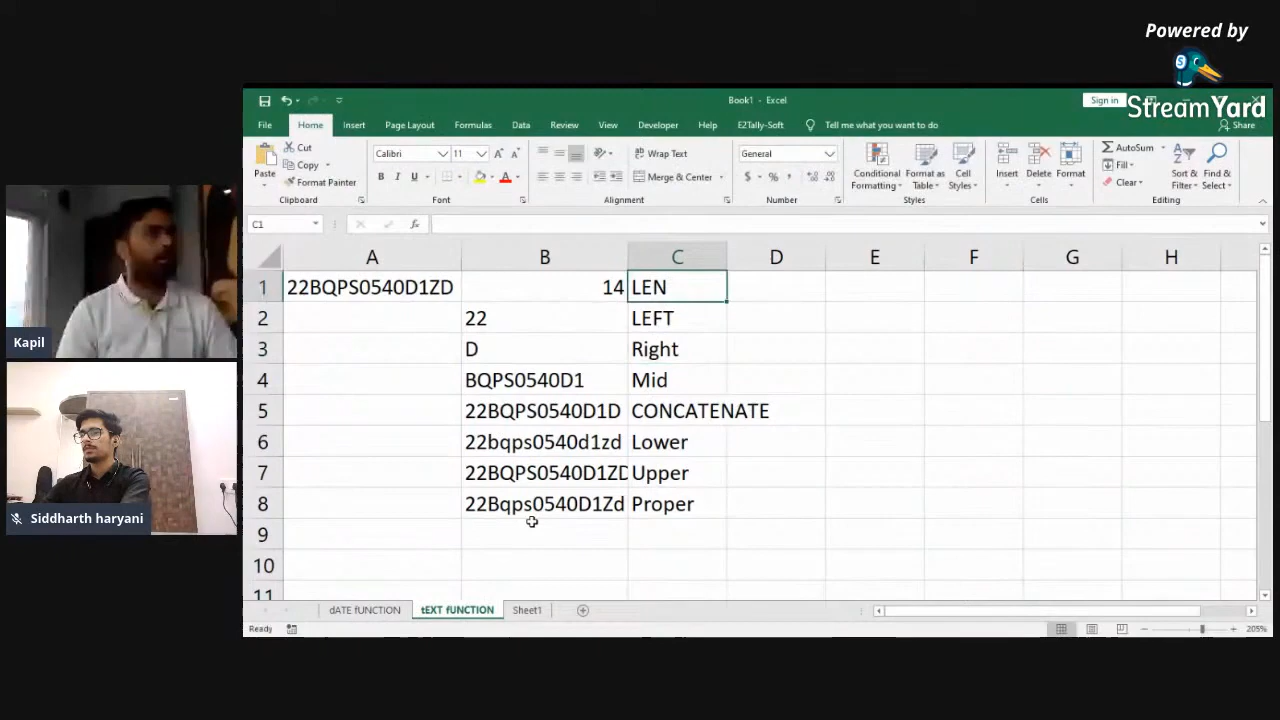 Powered by
StreamYard
Book1 - Excel
Sign in
File Home Insert Page Layout Formulas Data Review View Developer Help EZTally-Soft Tell me what you want to do Share
Paste
Cut
Copy
Format Painter
Clipboard
Calibri 11
B I U
Font
Wrap Text
Merge & Center
Alignment
General
$ % ,
Number
Conditional Formatting
Format as Table
Cell Styles
Styles
Insert
Delete
Format
Cells
AutoSum
Fill
Clear
Sort & Filter
Find & Select
Editing
C1 fx
A B C D E F G H
1 22BQPS0540D1ZD 14 LEN
2 22 LEFT
3 D Right
4 BQPS0540D1 Mid
5 22BQPS0540D1D CONCATENATE
6 22bqps0540d1zd Lower
7 22BQPS0540D1ZD Upper
8 22Bqps0540D1Zd Proper
9
10
11
dATE fUNCTION tEXT fUNCTION Sheet1
Ready
205%
Kapil
Siddharth haryani